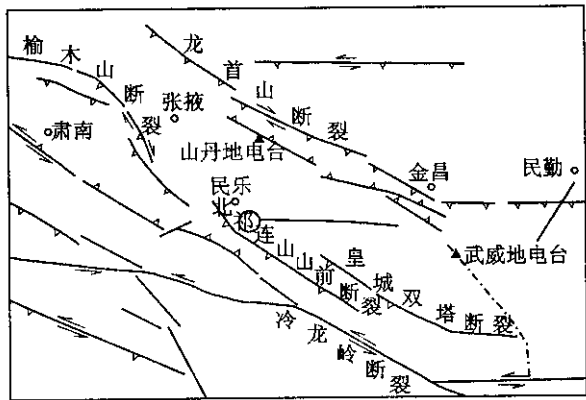 榆木山断裂
龙首山断裂
张掖
肃南
山丹地电台
金昌
民勤
民乐
北祁连山山前断裂
皇城双塔断裂
武威地电台
冷龙岭断裂